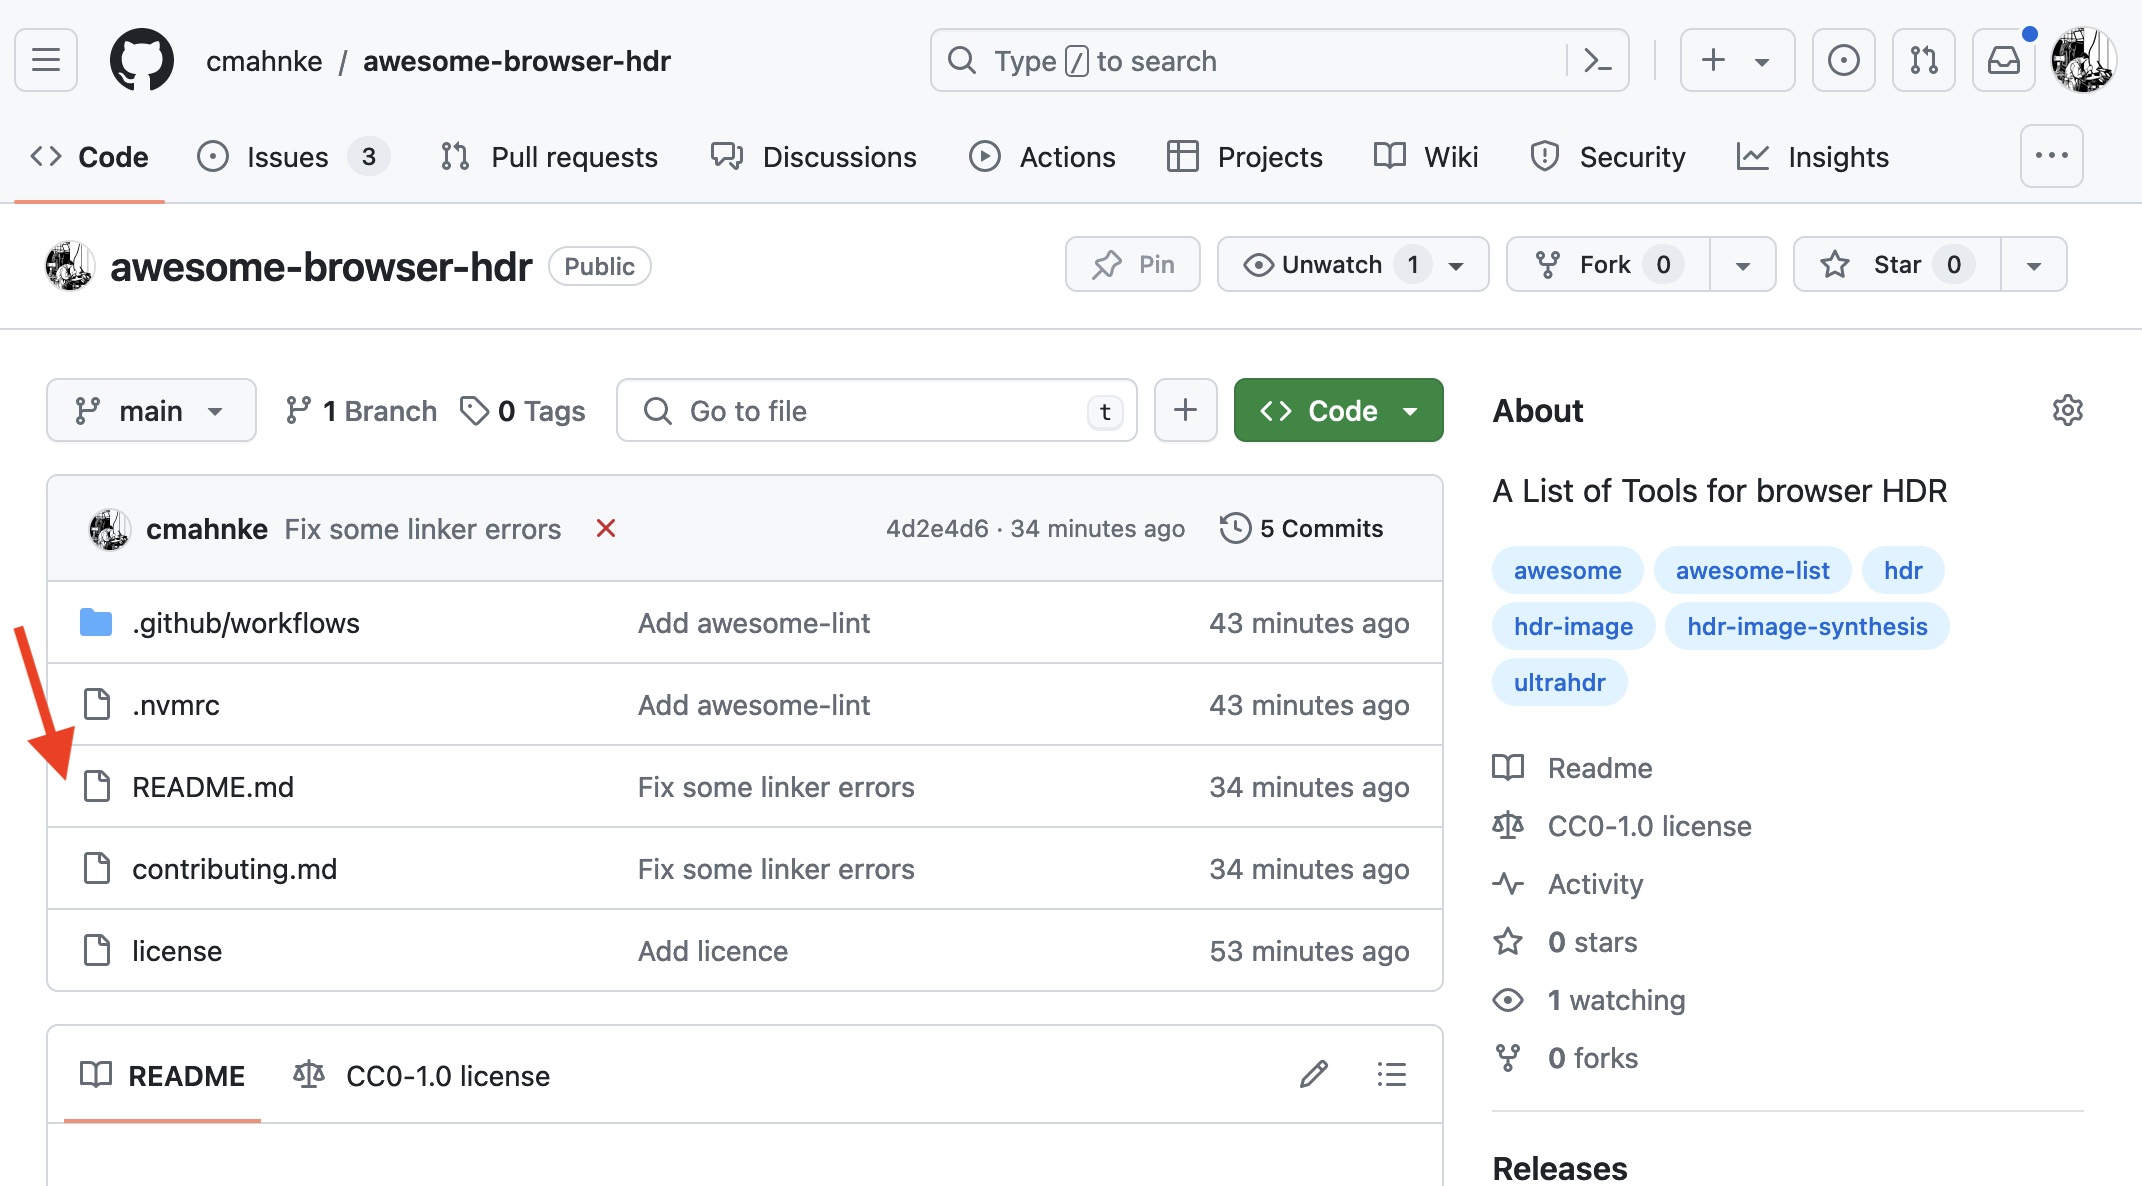 cmahnke / awesome-browser-hdr
Type / to search
Code Issues 3 Pull requests Discussions Actions Projects Wiki Security Insights
awesome-browser-hdr Public
Pin Unwatch 1 Fork 0 Star 0
main 1 Branch 0 Tags Go to file t Code
cmahnke Fix some linker errors 4d2e4d6 · 34 minutes ago 5 Commits
.github/workflows Add awesome-lint 43 minutes ago
.nvmrc Add awesome-lint 43 minutes ago
README.md Fix some linker errors 34 minutes ago
contributing.md Fix some linker errors 34 minutes ago
license Add licence 53 minutes ago
README CC0-1.0 license
About
A List of Tools for browser HDR
awesome awesome-list hdr
hdr-image hdr-image-synthesis
ultrahdr
Readme
CC0-1.0 license
Activity
0 stars
1 watching
0 forks
Releases